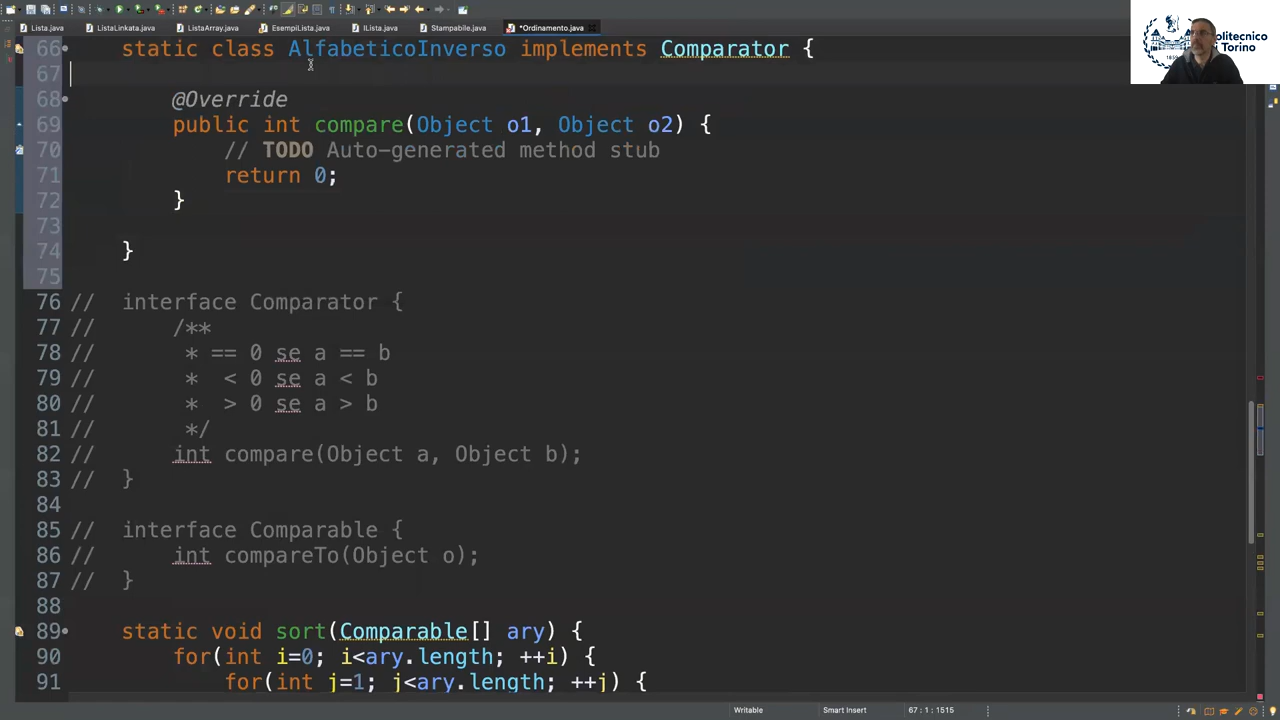 Lista.java ListaLinkata.java ListaArray.java EsempiLista.java IListа.java Stampabile.java *Ordinamento.java
66 static class AlfabeticoInverso implements Comparator {
67
68 @Override
69 public int compare(Object o1, Object o2) {
70 // TODO Auto-generated method stub
71 return 0;
72 }
73
74 }
75
76 // interface Comparator {
77 // /**
78 // * == 0 se a == b
79 // * < 0 se a < b
80 // * > 0 se a > b
81 // */
82 // int compare(Object a, Object b);
83 // }
84 //
85 // interface Comparable {
86 // int compareTo(Object o);
87 // }
88
89 static void sort(Comparable[] ary) {
90 for(int i=0; i<ary.length; ++i) {
91 for(int j=1; j<ary.length; ++j) {
Politecnico
di Torino
1859
Writable Smart Insert 67 : 1 : 1515